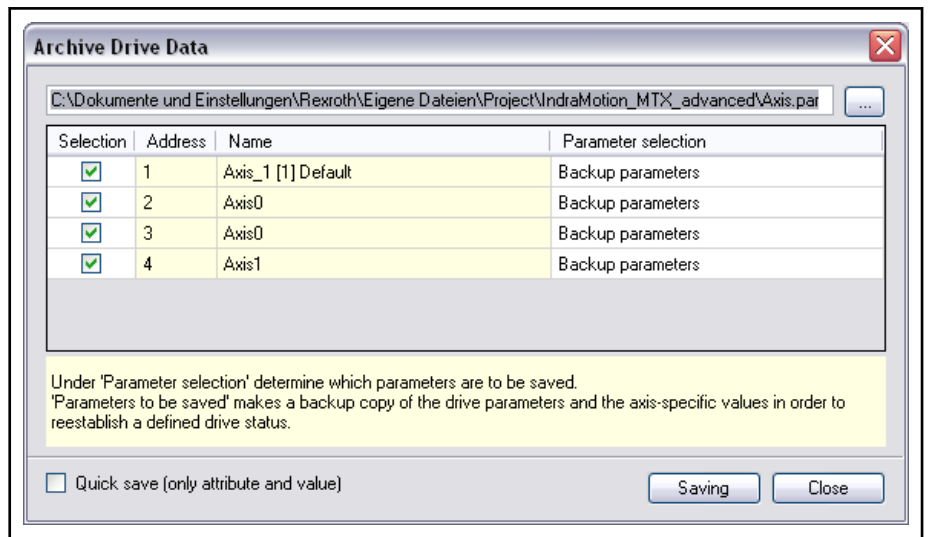 Archive Drive Data
C:\Dokumente und Einstellungen\Rexroth\Eigene Dateien\Project\IndraMotion_MTX_advanced\Axis.par ...
Selection Address Name Parameter selection
1 Axis_1 [1] Default Backup parameters
2 Axis0 Backup parameters
3 Axis0 Backup parameters
4 Axis1 Backup parameters
Under 'Parameter selection' determine which parameters are to be saved.
'Parameters to be saved' makes a backup copy of the drive parameters and the axis-specific values in order to
reestablish a defined drive status.
Quick save (only attribute and value) Saving Close